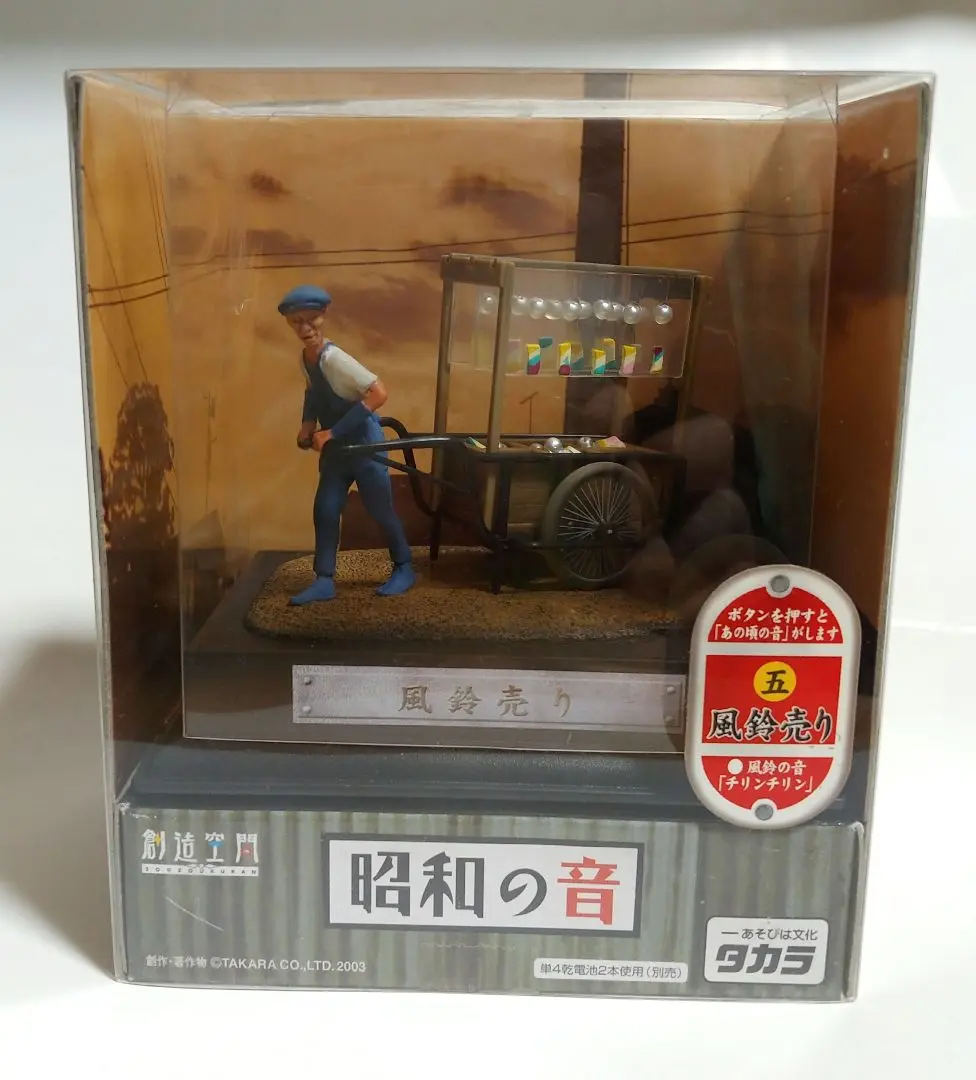 風鈴売り
ボタンを押すと
「あの頃の音」がします
五
風鈴売り
●風鈴の音
「チリンチリン」
創造空間
SOUZOUKUKAN
昭和の音
創作・著作物 ©TAKARA CO.,LTD. 2003
単4乾電池2本使用(別売)
ーあそびは文化
タカラ